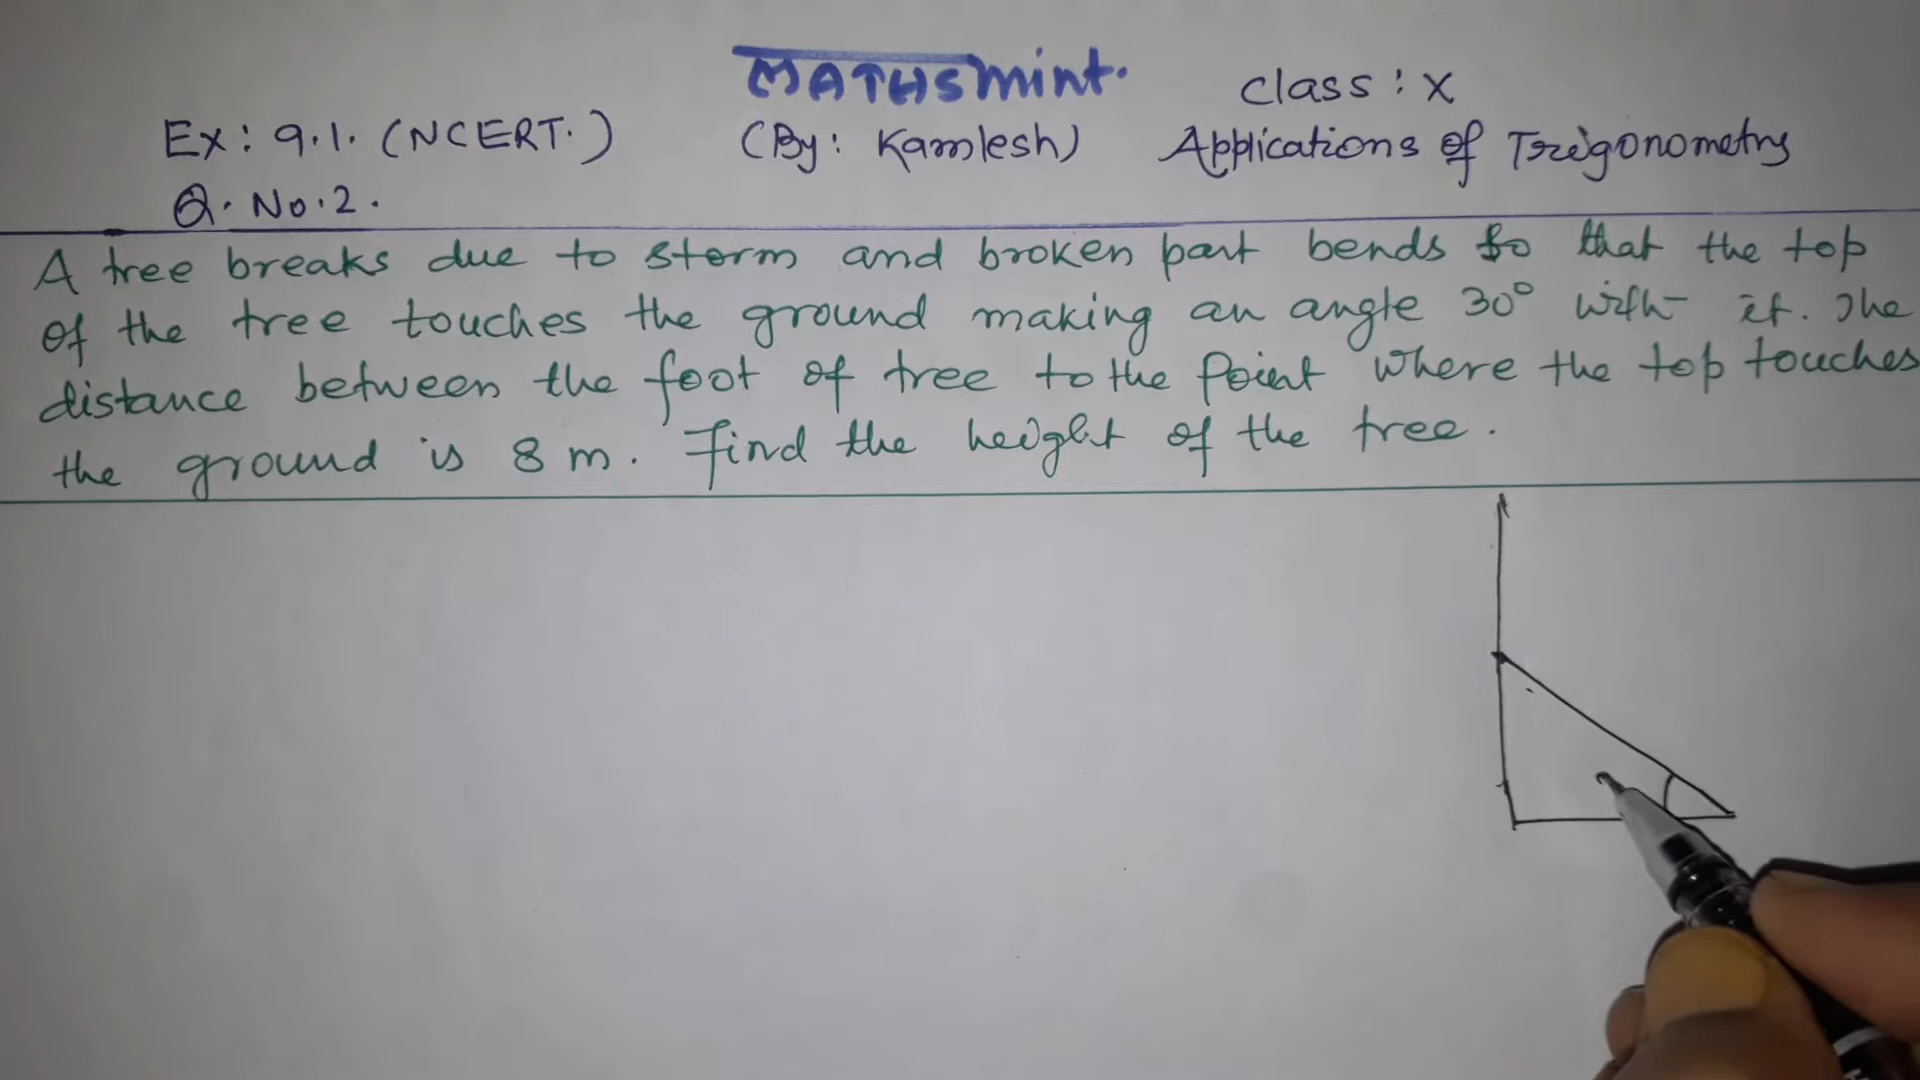 MATHSmint.
class : X
Ex: 9.1. (NCERT.)
(By: Kamlesh)
Applications of Trigonometry
Q. No. 2.
A tree breaks due to storm and broken part bends so that the top
of the tree touches the ground making an angle 30° with it. The
distance between the foot of tree to the point where the top touches
the ground is 8 m. Find the height of the tree.